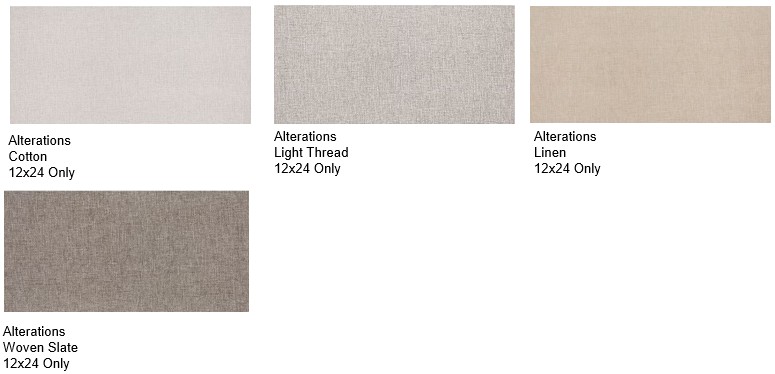 Alterations
Cotton
12x24 Only
Alterations
Light Thread
12x24 Only
Alterations
Linen
12x24 Only
Alterations
Woven Slate
12x24 Only